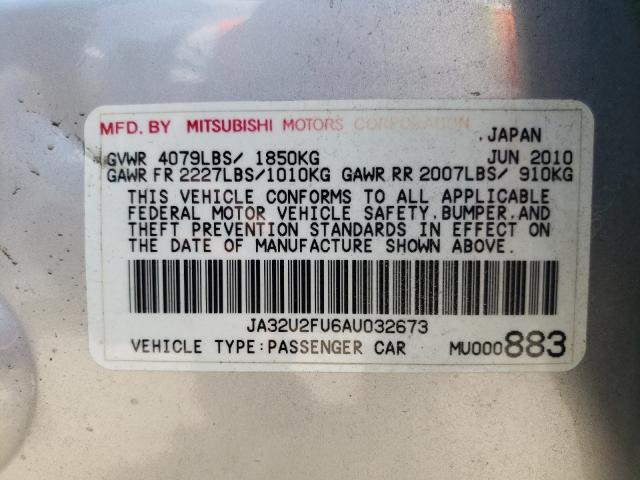 MFD. BY MITSUBISHI MOTORS CORPORATION
.JAPAN
GVWR 4079LBS/ 1850KG JUN 2010
GAWR FR 2227LBS/1010KG GAWR RR 2007LBS/ 910KG
THIS VEHICLE CONFORMS TO ALL APPLICABLE
FEDERAL MOTOR VEHICLE SAFETY,BUMPER,AND
THEFT PREVENTION STANDARDS IN EFFECT ON
THE DATE OF MANUFACTURE SHOWN ABOVE.
JA32U2FU6AU032673
VEHICLE TYPE:PASSENGER CAR MU000883